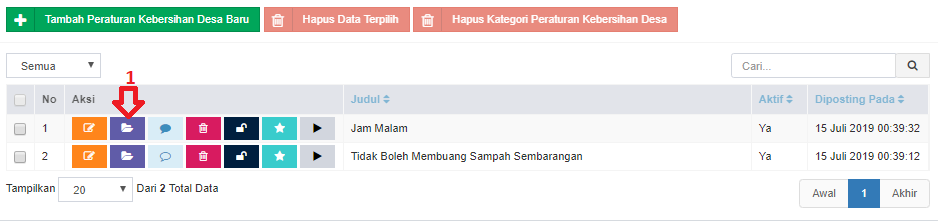 Tambah Peraturan Kebersihan Desa Baru Hapus Data Terpilih Hapus Kategori Peraturan Kebersihan Desa
Semua Cari...
1
No Aksi Judul Aktif Diposting Pada
1 Jam Malam Ya 15 Juli 2019 00:39:32
2 Tidak Boleh Membuang Sampah Sembarangan Ya 15 Juli 2019 00:39:12
Tampilkan 20 Dari 2 Total Data Awal 1 Akhir